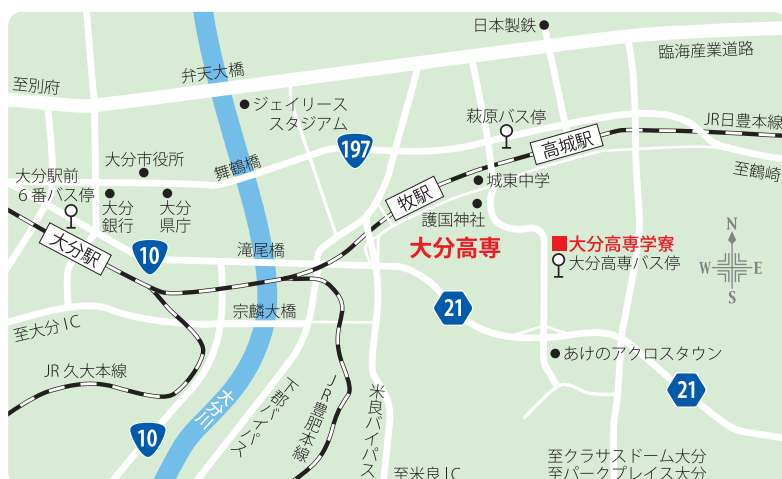 日本製鉄
臨海産業道路
至別府
弁天大橋
ジェイリース
スタジアム
萩原バス停
JR日豊本線
197
高城駅
大分市役所
舞鶴橋
至鶴崎
大分駅前
6番バス停
大分
銀行
大分
県庁
牧駅
城東中学
護国神社
大分駅
10
滝尾橋
大分高専
大分高専学寮
大分高専バス停
N
W
E
S
21
宗麟大橋
至大分IC
あけのアクロスタウン
JR久大本線
大分川
下郡バイパス
JR豊肥本線
米良バイパス
21
10
至米良IC
至クラサスドーム大分
至パークプレイス大分